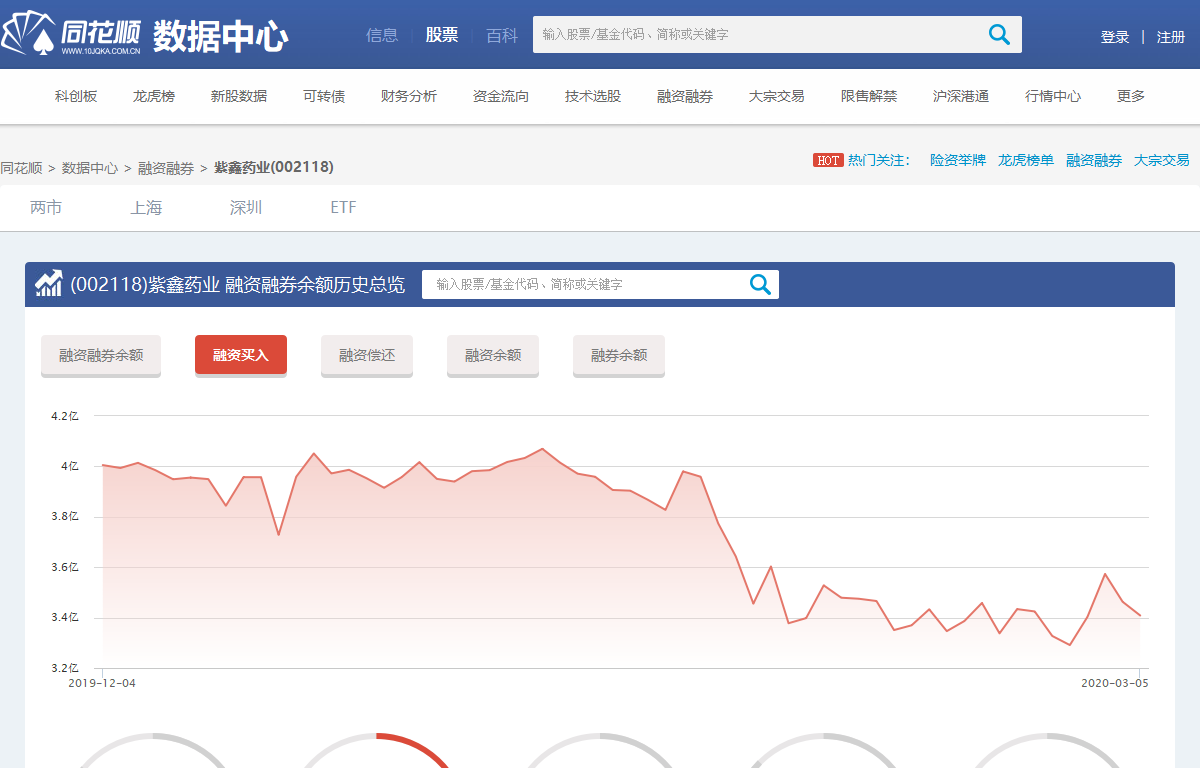 同花顺 数据中心 信息 股票 百科 输入股票/基金代码、简称或关键字 登录 | 注册
WWW.10JQKA.COM.CN
科创板 龙虎榜 新股数据 可转债 财务分析 资金流向 技术选股 融资融券 大宗交易 限售解禁 沪深港通 行情中心 更多
HOT 热门关注： 险资举牌 龙虎榜单 融资融券 大宗交易
同花顺 > 数据中心 > 融资融券 > 紫鑫药业(002118)
两市 上海 深圳 ETF
(002118)紫鑫药业 融资融券余额历史总览 输入股票/基金代码、简称或关键字
融资融券余额 融资买入 融资偿还 融资余额 融券余额
4.2亿
4亿
3.8亿
3.6亿
3.4亿
3.2亿
2019-12-04 2020-03-05